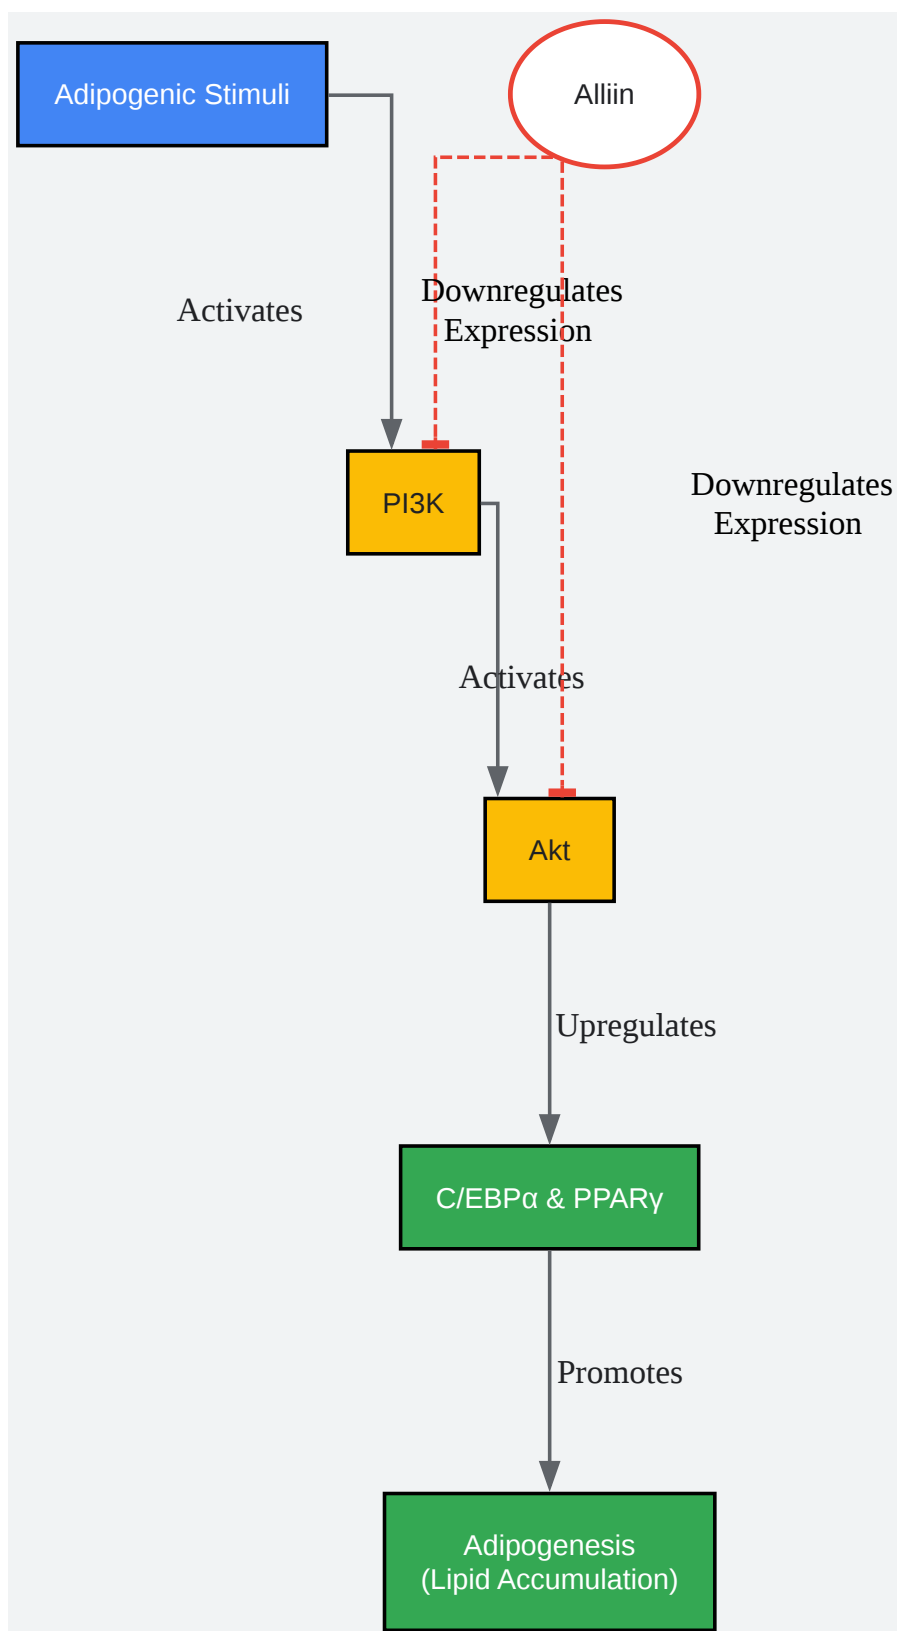 Adipogenic Stimuli
Alliin
Activates
Downregulates
Expression
Downregulates
Expression
PI3K
Activates
Akt
Upregulates
C/EBPα & PPARγ
Promotes
Adipogenesis
(Lipid Accumulation)